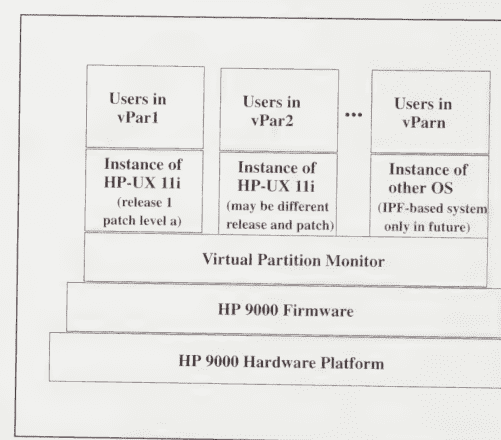 Users in
vPar1
Users in
vPar2
...
Users in
vParn
Instance of
HP-UX 11i
(release 1
patch level a)
Instance of
HP-UX 11i
(may be different
release and patch)
Instance of
other OS
(IPF-based system
only in future)
Virtual Partition Monitor
HP 9000 Firmware
HP 9000 Hardware Platform